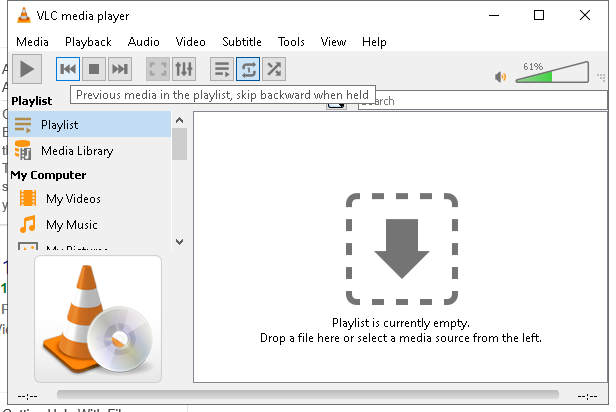 VLC media player
Media Playback Audio Video Subtitle Tools View Help
61%
Previous media in the playlist, skip backward when held
Playlist
Playlist
Media Library
My Computer
My Videos
My Music
My Pictures
Playlist is currently empty.
Drop a file here or select a media source from the left.
--:-- --:--